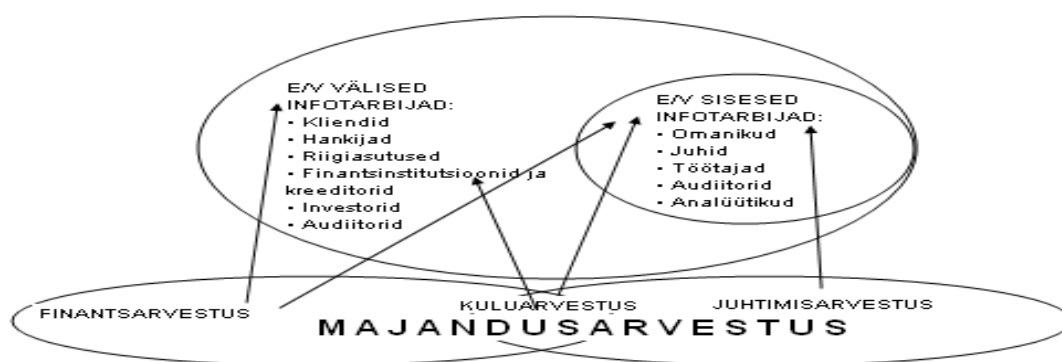 E/V VÄLISED
INFOTARBIJAD:
• Kliendid
• Hankijad
• Riigiasutused
• Finantsinstitutsioonid ja
kreeditorid
• Investorid
• Audiitorid
E/V SISESED
INFOTARBIJAD:
• Omanikud
• Juhid
• Töötajad
• Audiitorid
• Analüütikud
FINANTSARVESTUS
KULUARVESTUS
JUHTIMISARVESTUS
MAJANDUSARVESTUS